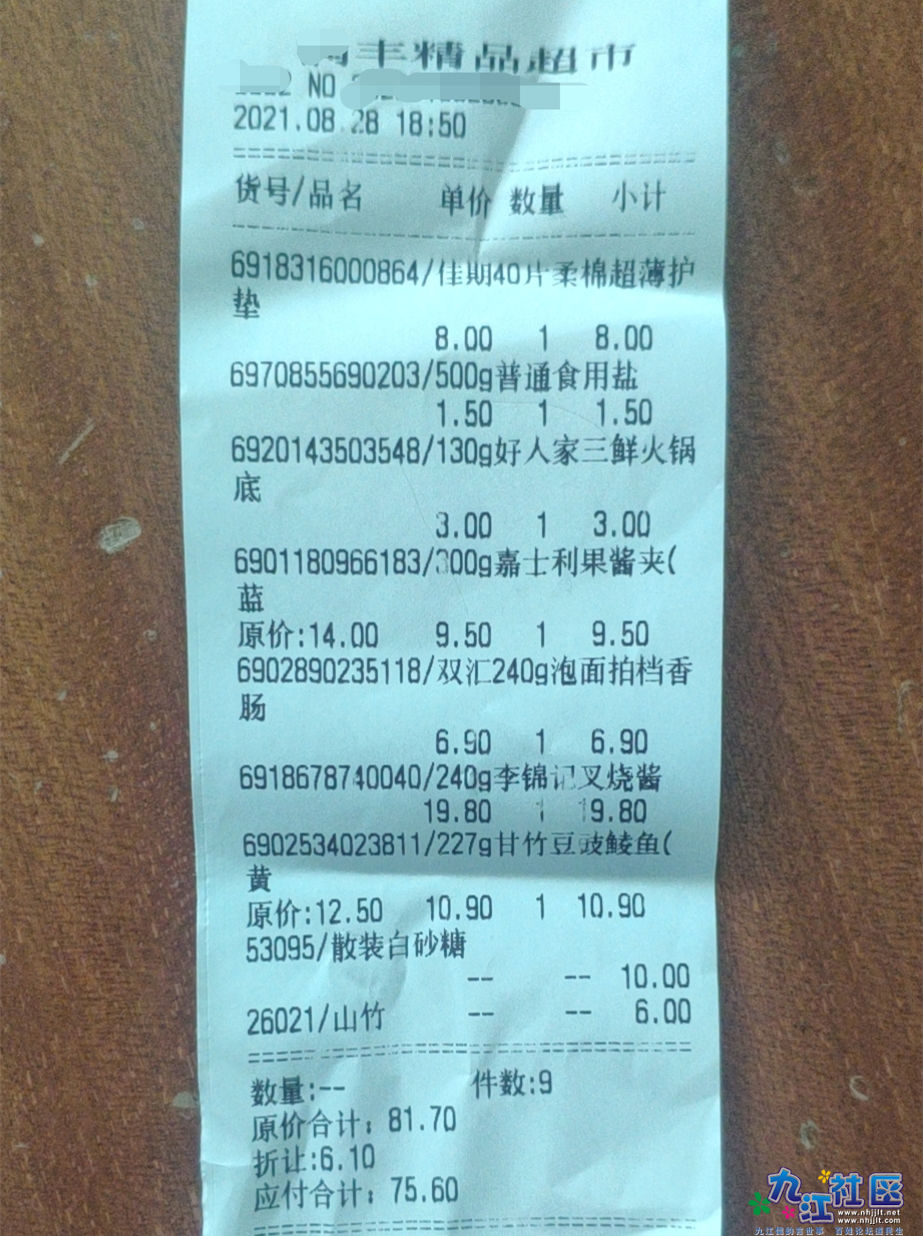 丰精品超市
NO
2021.08.28 18:50
货号/品名 单价 数量 小计
6918316000864/佳期40片柔棉超薄护
垫
8.00 1 8.00
6970855690203/500g普通食用盐
1.50 1 1.50
6920143503548/130g好人家三鲜火锅
底
3.00 1 3.00
6901180966183/300g嘉士利果酱夹(
蓝
原价:14.00 9.50 1 9.50
6902890235118/双汇240g泡面拍档香
肠
6.90 1 6.90
6918678740040/240g李锦记叉烧酱
19.80 1 19.80
6902534023811/227g甘竹豆豉鲮鱼(
黄
原价:12.50 10.90 1 10.90
53095/散装白砂糖
-- -- 10.00
26021/山竹 -- -- 6.00
数量:-- 件数:9
原价合计: 81.70
折让:6.10
应付合计: 75.60
九江社区
www.nhjjlt.net
www.nhjjlt.com